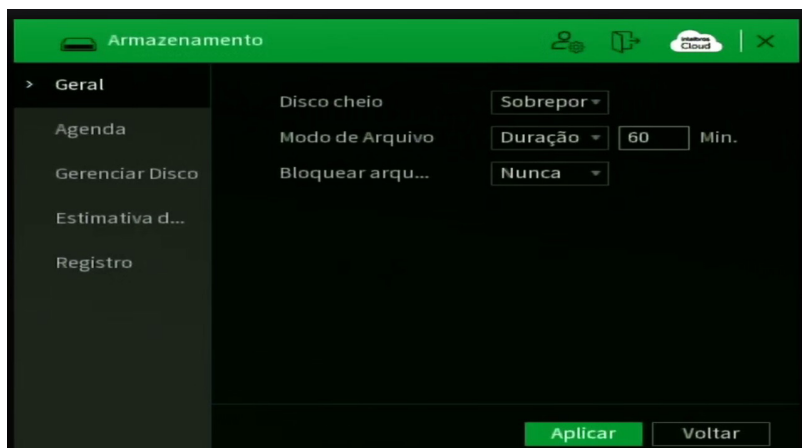 Armazenamento
intelbras
Cloud
> Geral
Agenda
Gerenciar Disco
Estimativa d...
Registro
Disco cheio Sobrepor
Modo de Arquivo Duração 60 Min.
Bloquear arqu... Nunca
Aplicar Voltar